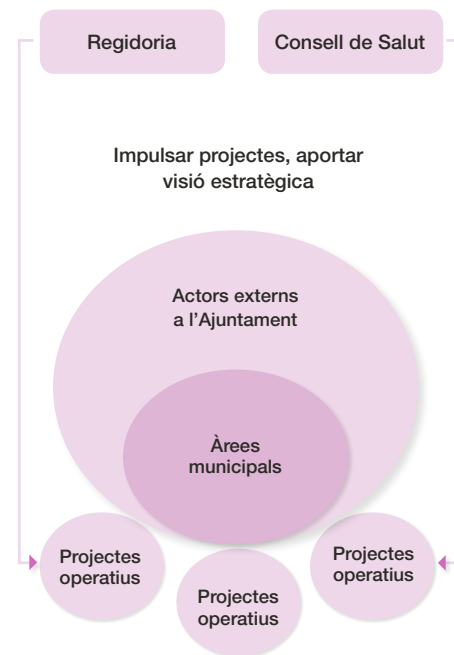 Regidoria
Consell de Salut
Impulsar projectes, aportar
visió estratègica
Actors externs
a l'Ajuntament
Àrees
municipals
Projectes
operatius
Projectes
operatius
Projectes
operatius